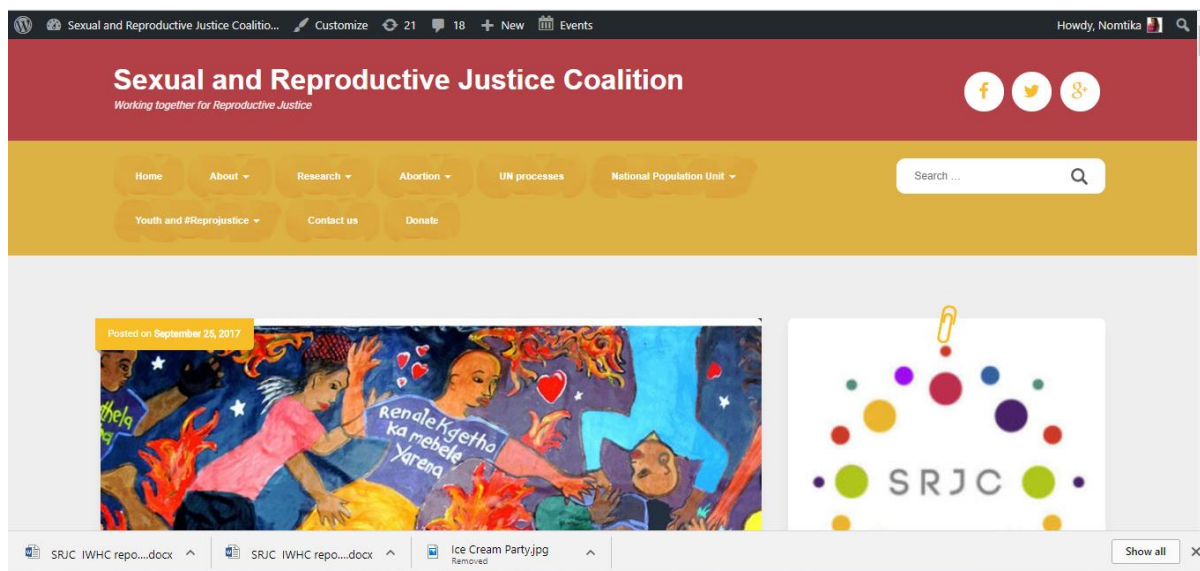 Sexual and Reproductive Justice Coalitio... Customize 21 18 New Events Howdy, Nomtika
Sexual and Reproductive Justice Coalition
Working together for Reproductive Justice
Home About Research Abortion UN processes National Population Unit Search ...
Youth and #Reprojustice Contact us Donate
Posted on September 25, 2017
thela
Renale Kgetho
ka mebele
Yarena
SRJC
SRJC IWHC repo....docx SRJC IWHC repo....docx Ice Cream Party.jpg Show all
Removed